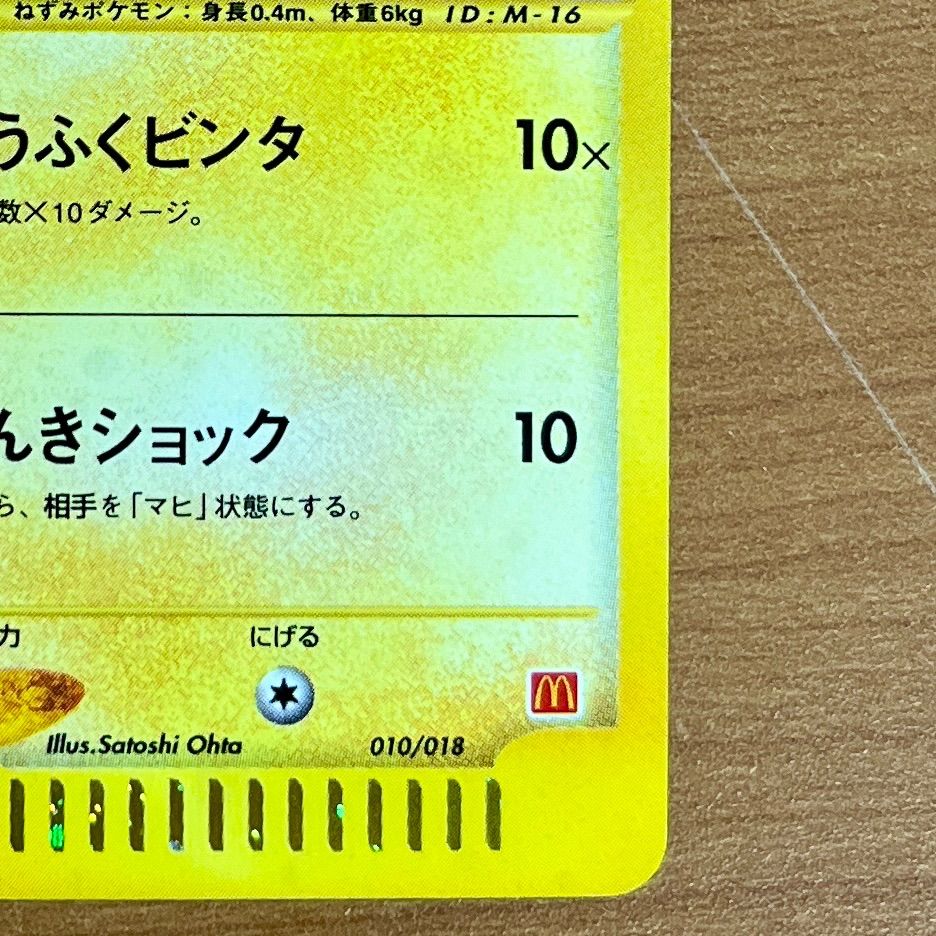 ねずみポケモン：身長0.4m、体重6kg ID:M-16
うふくビンタ 10×
数×10ダメージ。
んきショック 10
ら、相手を「マヒ」状態にする。
力 にげる
Illus.Satoshi Ohta 010/018